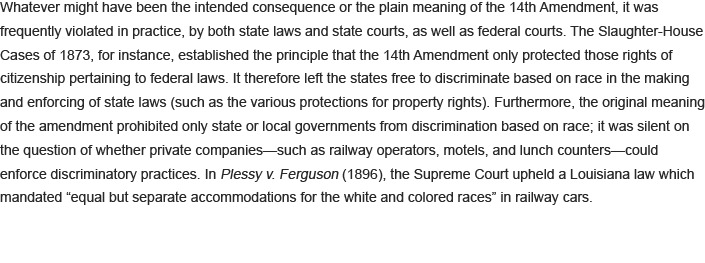 Whatever might have been the intended consequence or the plain meaning of the 14th Amendment, it was
frequently violated in practice, by both state laws and state courts, as well as federal courts. The Slaughter-House
Cases of 1873, for instance, established the principle that the 14th Amendment only protected those rights of
citizenship pertaining to federal laws. It therefore left the states free to discriminate based on race in the making
and enforcing of state laws (such as the various protections for property rights). Furthermore, the original meaning
of the amendment prohibited only state or local governments from discrimination based on race; it was silent on
the question of whether private companies—such as railway operators, motels, and lunch counters—could
enforce discriminatory practices. In Plessy v. Ferguson (1896), the Supreme Court upheld a Louisiana law which
mandated “equal but separate accommodations for the white and colored races” in railway cars.